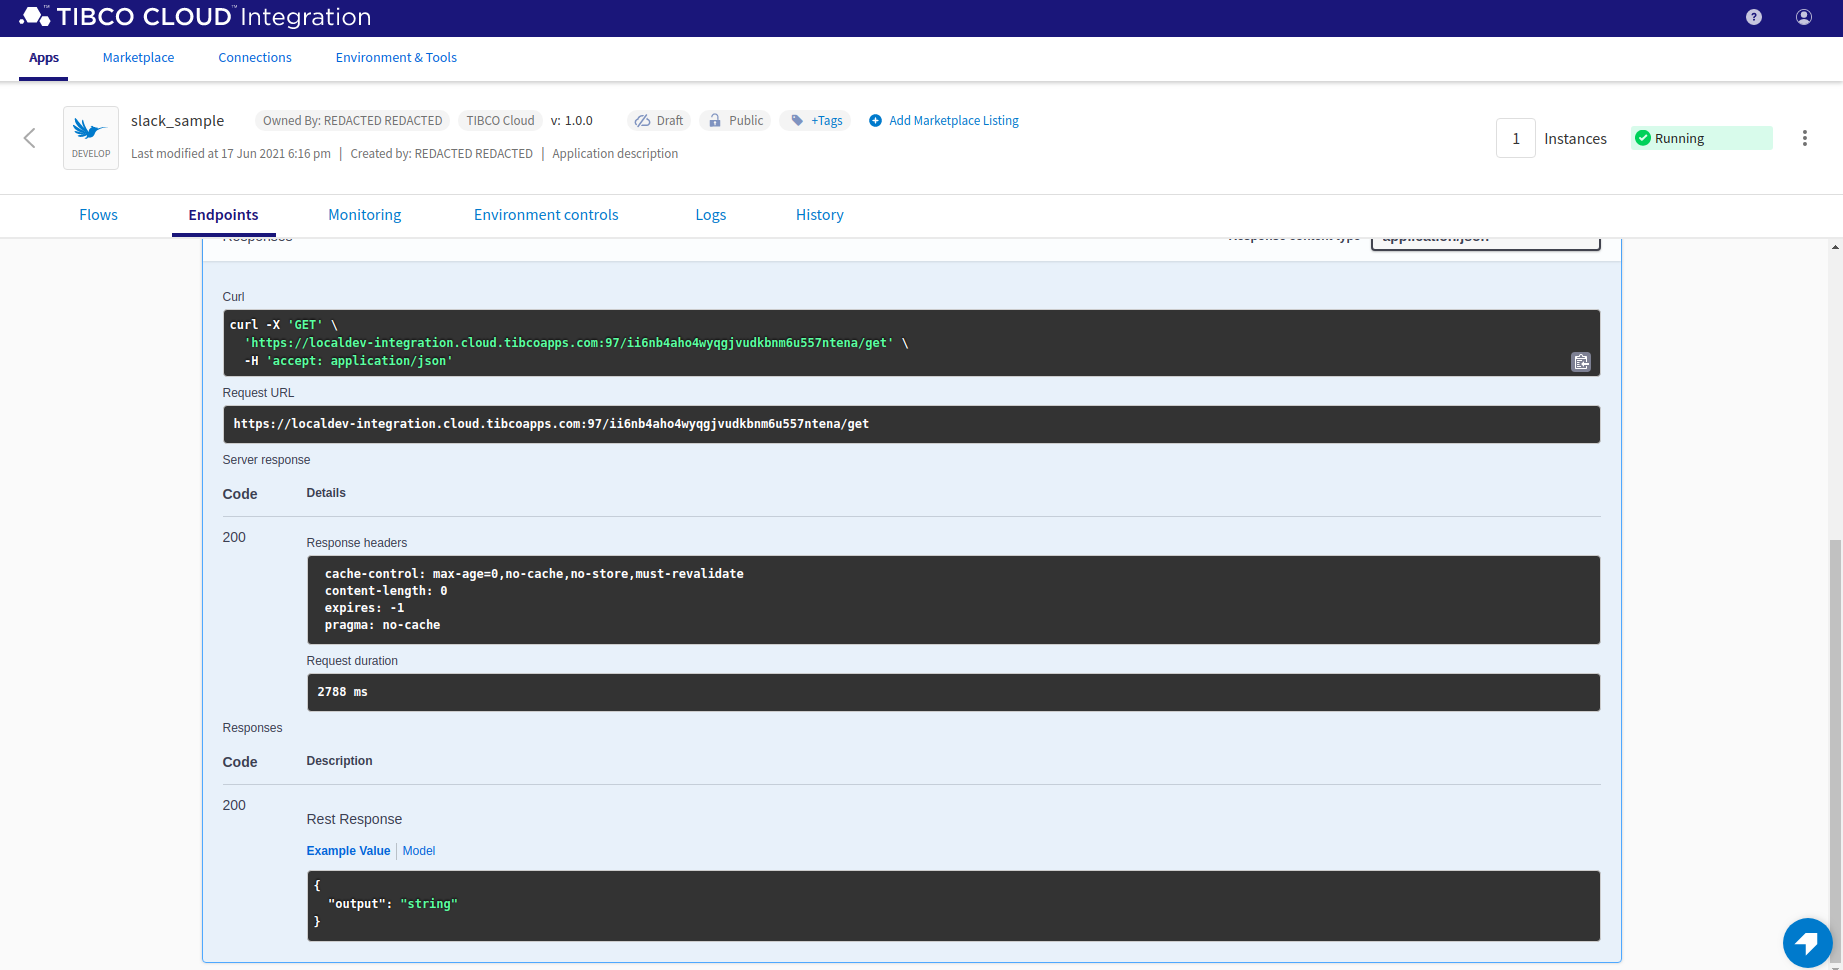 TIBCO CLOUD™ Integration
Apps Marketplace Connections Environment & Tools
DEVELOP
slack_sample Owned By: REDACTED REDACTED TIBCO Cloud v: 1.0.0 Draft Public +Tags Add Marketplace Listing
Last modified at 17 Jun 2021 6:16 pm | Created by: REDACTED REDACTED | Application description
1 Instances Running
Flows Endpoints Monitoring Environment controls Logs History
Responses Response content type application/json
Curl
curl -X 'GET' \
'https://localdev-integration.cloud.tibcoapps.com:97/ii6nb4aho4wyqgjvudkbnm6u557ntena/get' \
-H 'accept: application/json'
Request URL
https://localdev-integration.cloud.tibcoapps.com:97/ii6nb4aho4wyqgjvudkbnm6u557ntena/get
Server response
Code Details
200
Response headers
cache-control: max-age=0,no-cache,no-store,must-revalidate
content-length: 0
expires: -1
pragma: no-cache
Request duration
2788 ms
Responses
Code Description
200
Rest Response
Example Value Model
{
"output": "string"
}